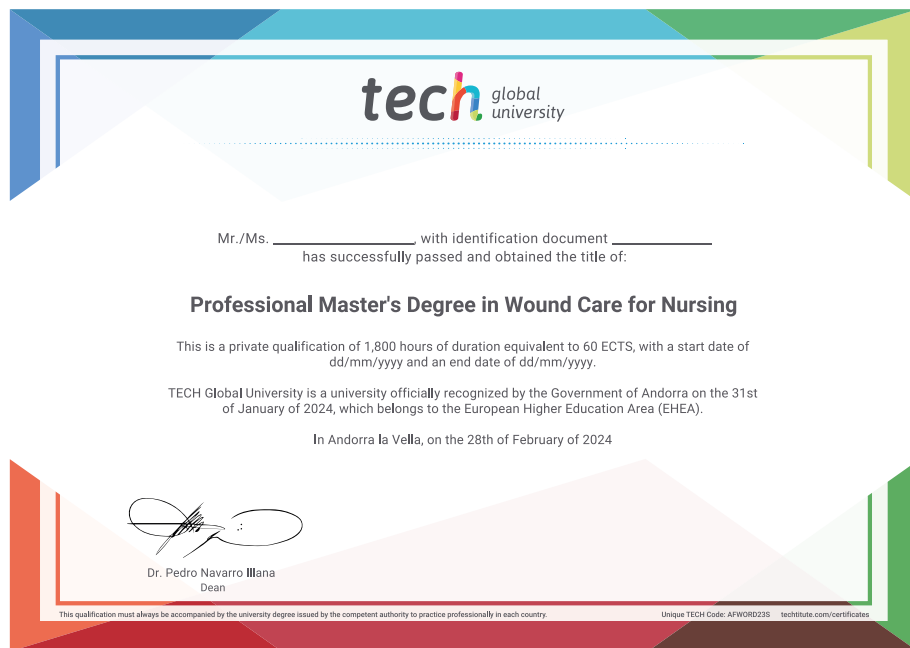 tech global university
Mr./Ms. ____________, with identification document ____________
has successfully passed and obtained the title of:
Professional Master's Degree in Wound Care for Nursing
This is a private qualification of 1,800 hours of duration equivalent to 60 ECTS, with a start date of
dd/mm/yyyy and an end date of dd/mm/yyyy.
TECH Global University is a university officially recognized by the Government of Andorra on the 31st
of January of 2024, which belongs to the European Higher Education Area (EHEA).
In Andorra la Vella, on the 28th of February of 2024
Dr. Pedro Navarro Illana
Dean
This qualification must always be accompanied by the university degree issued by the competent authority to practice professionally in each country.
Unique TECH Code: AFWORD23S techtitute.com/certificates